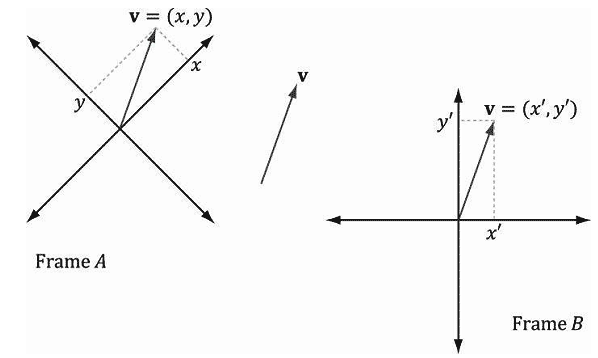 v = (x, y)
x
y
Frame A
v
y′
v = (x′, y′)
x′
Frame B